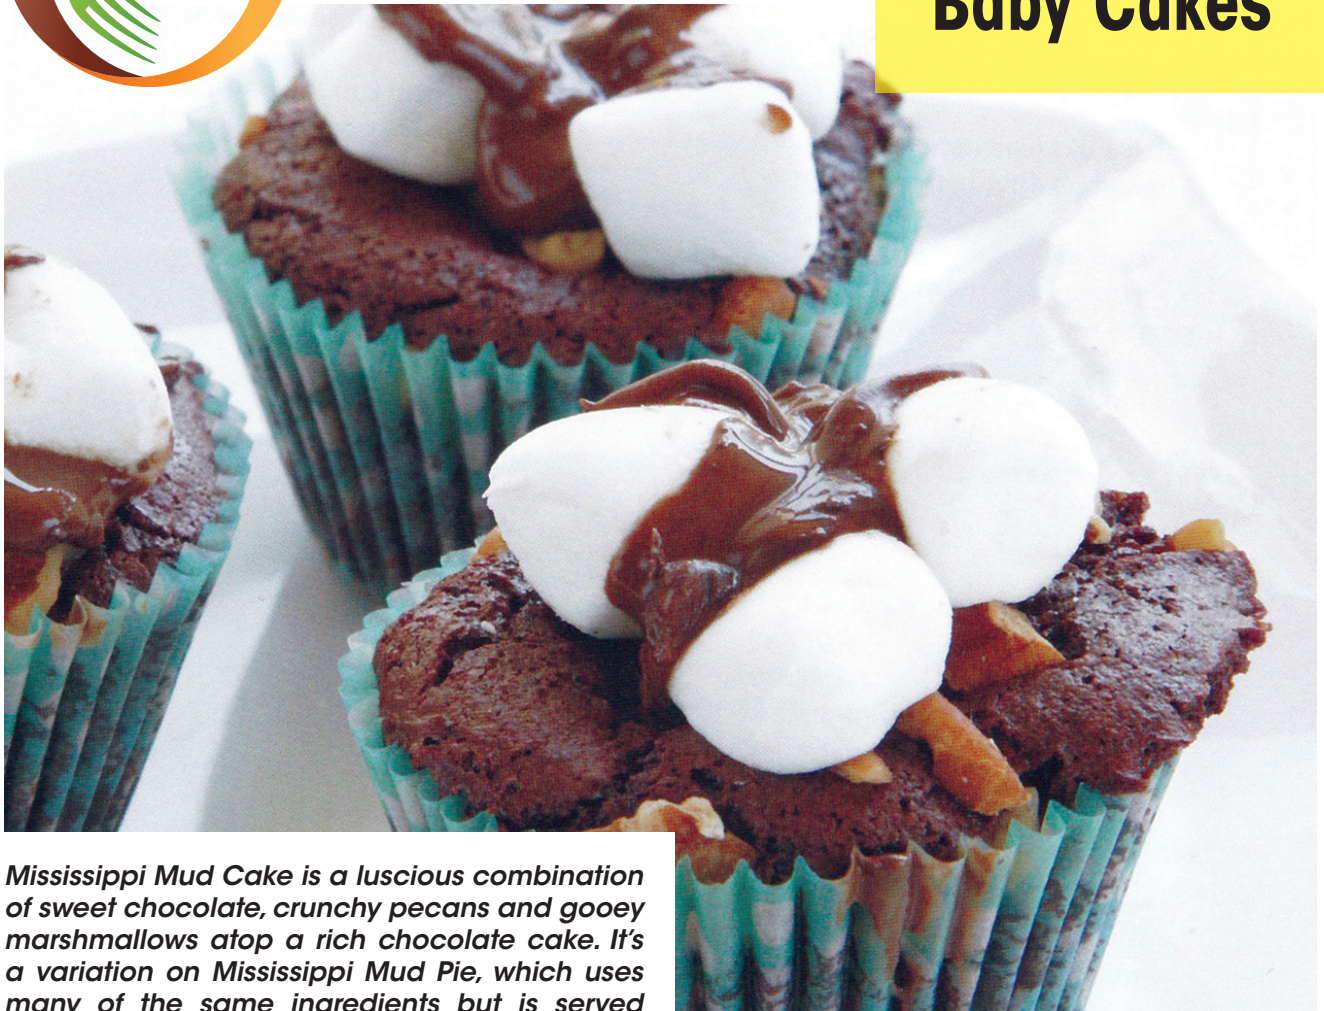 Baby Cakes
Mississippi Mud Cake is a luscious combination
of sweet chocolate, crunchy pecans and gooey
marshmallows atop a rich chocolate cake. It's
a variation on Mississippi Mud Pie, which uses
many of the same ingredients but is served